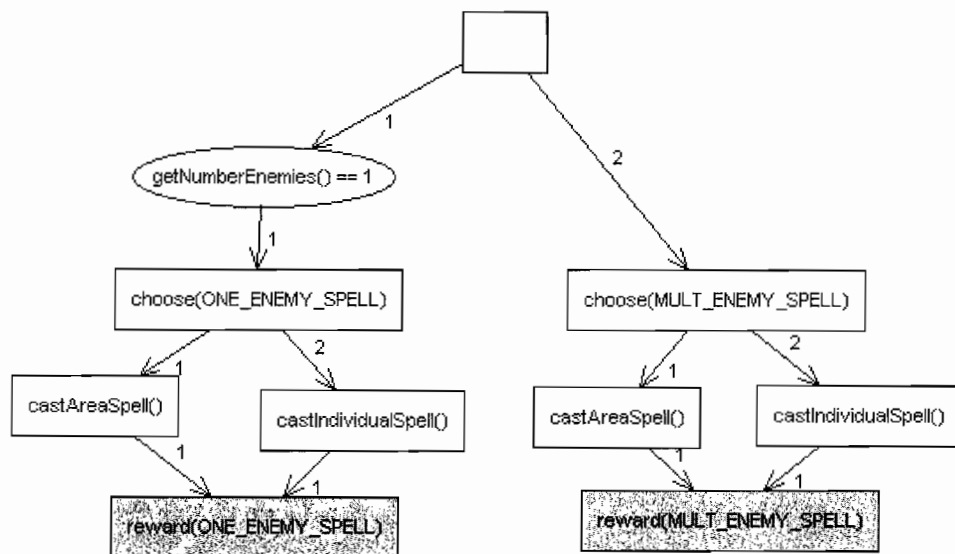 1
2
getNumberEnemies() == 1
1
choose(ONE_ENEMY_SPELL)
choose(MULT_ENEMY_SPELL)
1
2
1
2
castAreaSpell()
castIndividualSpell()
castAreaSpell()
castIndividualSpell()
1
1
1
1
reward(ONE_ENEMY_SPELL)
reward(MULT_ENEMY_SPELL)